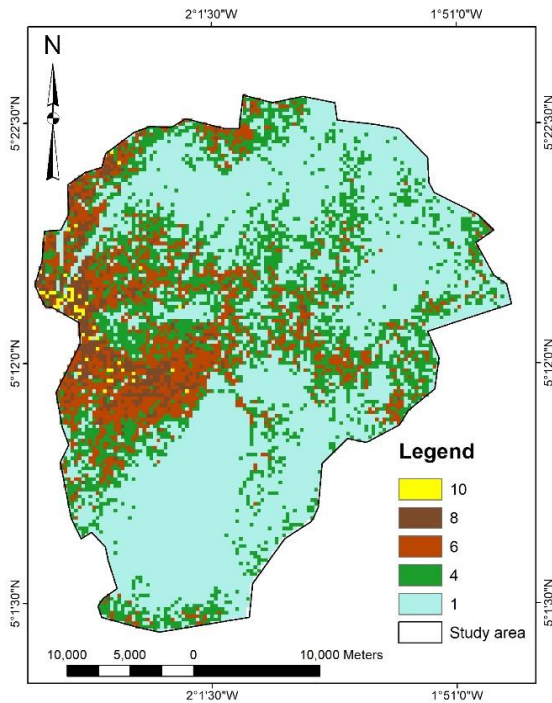 2°1'30"W 1°51'0"W
N
5°22'30"N 5°22'30"N
5°12'0"N 5°12'0"N
Legend
10
8
6
4
1
Study area
5°1'30"N 5°1'30"N
10,000 5,000 0 10,000 Meters
2°1'30"W 1°51'0"W